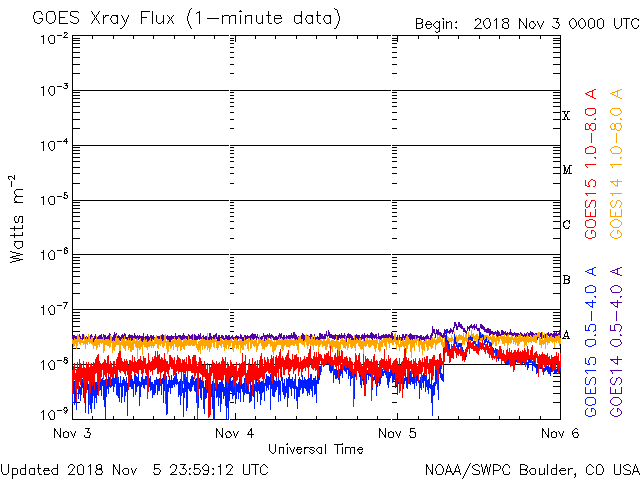 GOES Xray Flux (1-minute data)
Begin: 2018 Nov 3 0000 UTC
10⁻²
10⁻³
10⁻⁴
10⁻⁵
10⁻⁶
10⁻⁷
10⁻⁸
10⁻⁹
Watts m⁻²
X
M
C
B
A
GOES15 1.0-8.0 A
GOES14 1.0-8.0 A
GOES15 0.5-4.0 A
GOES14 0.5-4.0 A
Nov 3 Nov 4 Nov 5 Nov 6
Universal Time
Updated 2018 Nov 5 23:59:12 UTC
NOAA/SWPC Boulder, CO USA